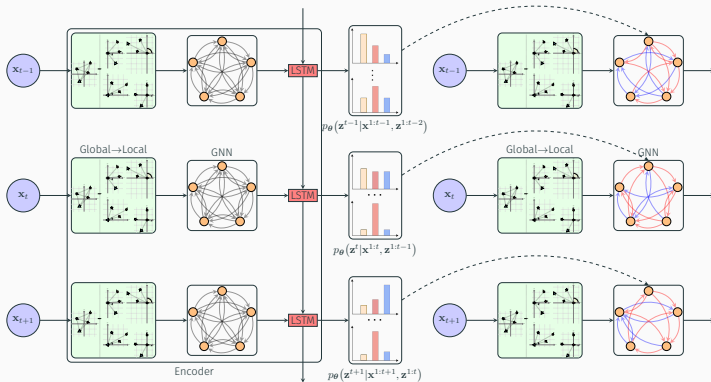 x_{t-1}
LSTM
p_θ(z^{t-1}|x^{1:t-1}, z^{1:t-2})
x_{t-1}
Global→Local
GNN
Global→Local
GNN
x_t
LSTM
p_θ(z^t|x^{1:t}, z^{1:t-1})
x_t
x_{t+1}
LSTM
p_θ(z^{t+1}|x^{1:t+1}, z^{1:t})
x_{t+1}
Encoder